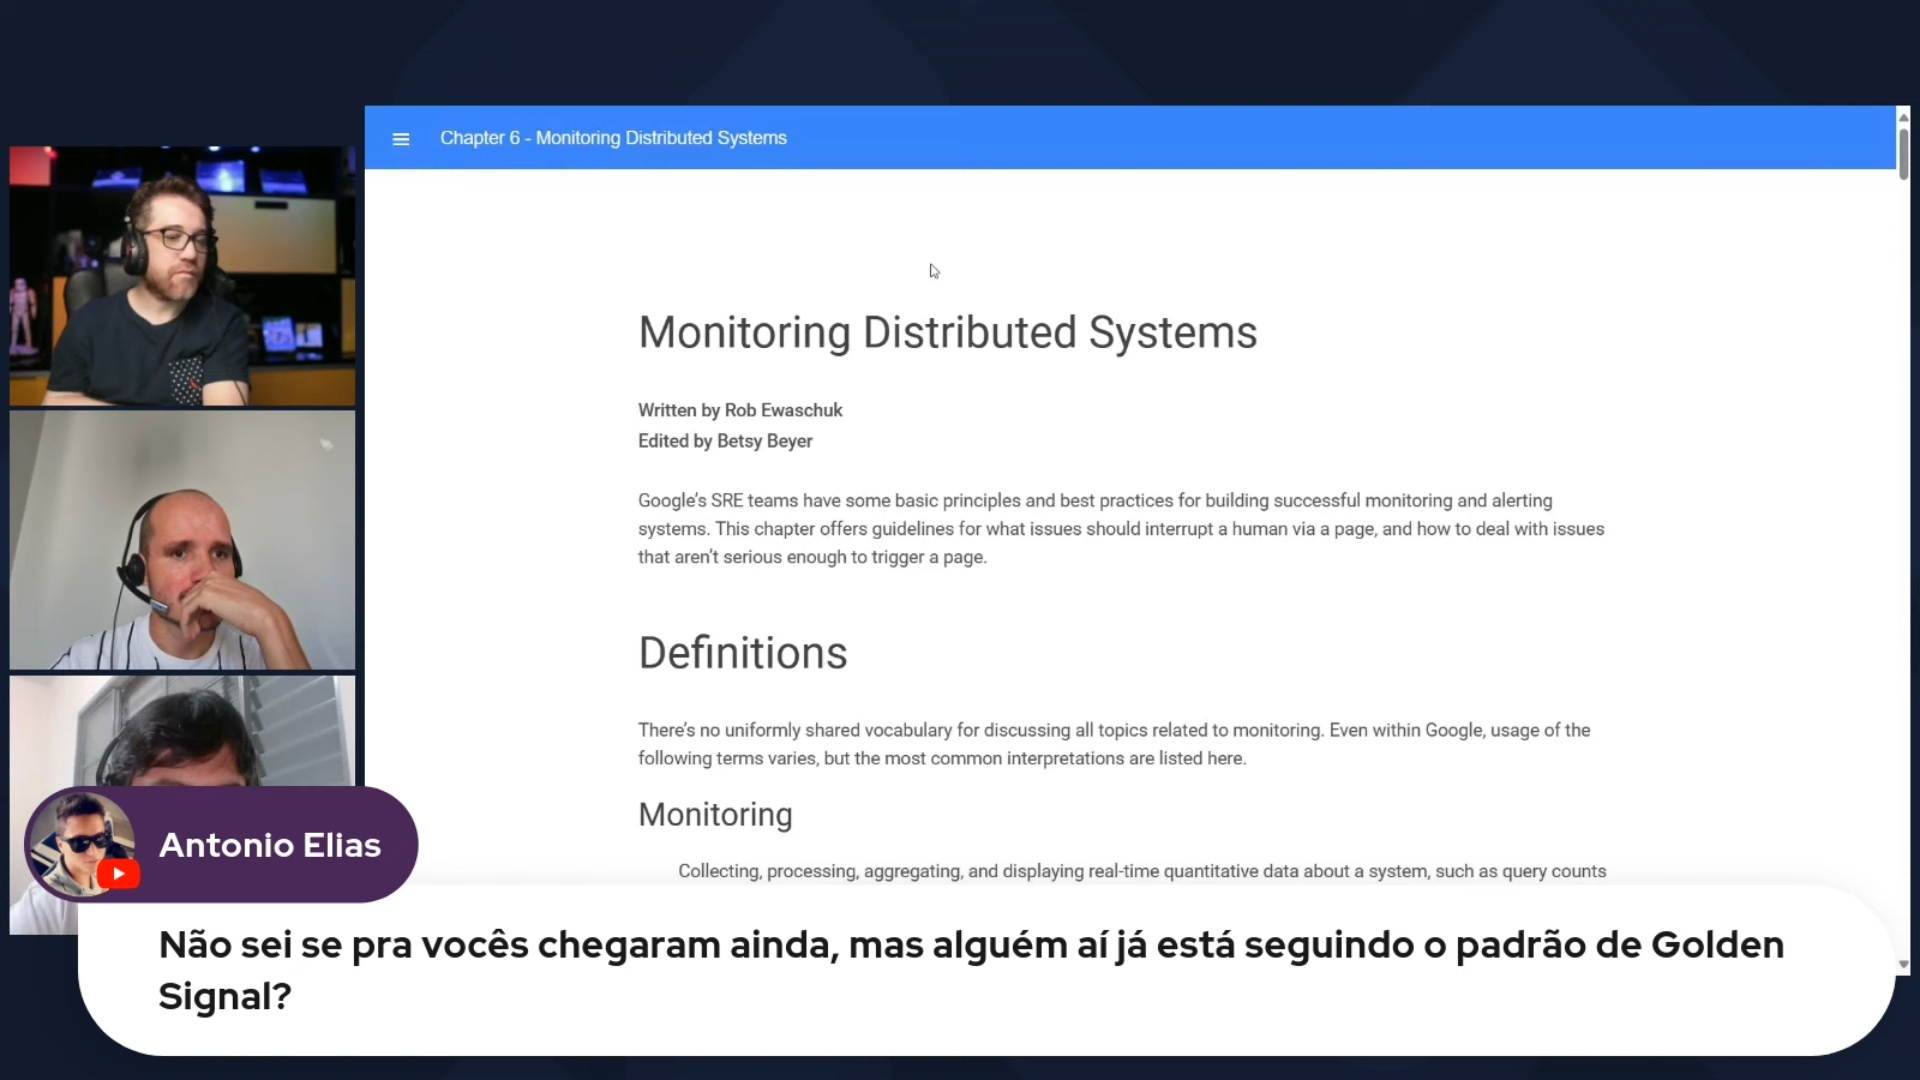 Chapter 6 - Monitoring Distributed Systems
Monitoring Distributed Systems
Written by Rob Ewaschuk
Edited by Betsy Beyer
Google's SRE teams have some basic principles and best practices for building successful monitoring and alerting
systems. This chapter offers guidelines for what issues should interrupt a human via a page, and how to deal with issues
that aren't serious enough to trigger a page.
Definitions
There's no uniformly shared vocabulary for discussing all topics related to monitoring. Even within Google, usage of the
following terms varies, but the most common interpretations are listed here.
Monitoring
Collecting, processing, aggregating, and displaying real-time quantitative data about a system, such as query counts
Antonio Elias
Não sei se pra vocês chegaram ainda, mas alguém aí já está seguindo o padrão de Golden
Signal?